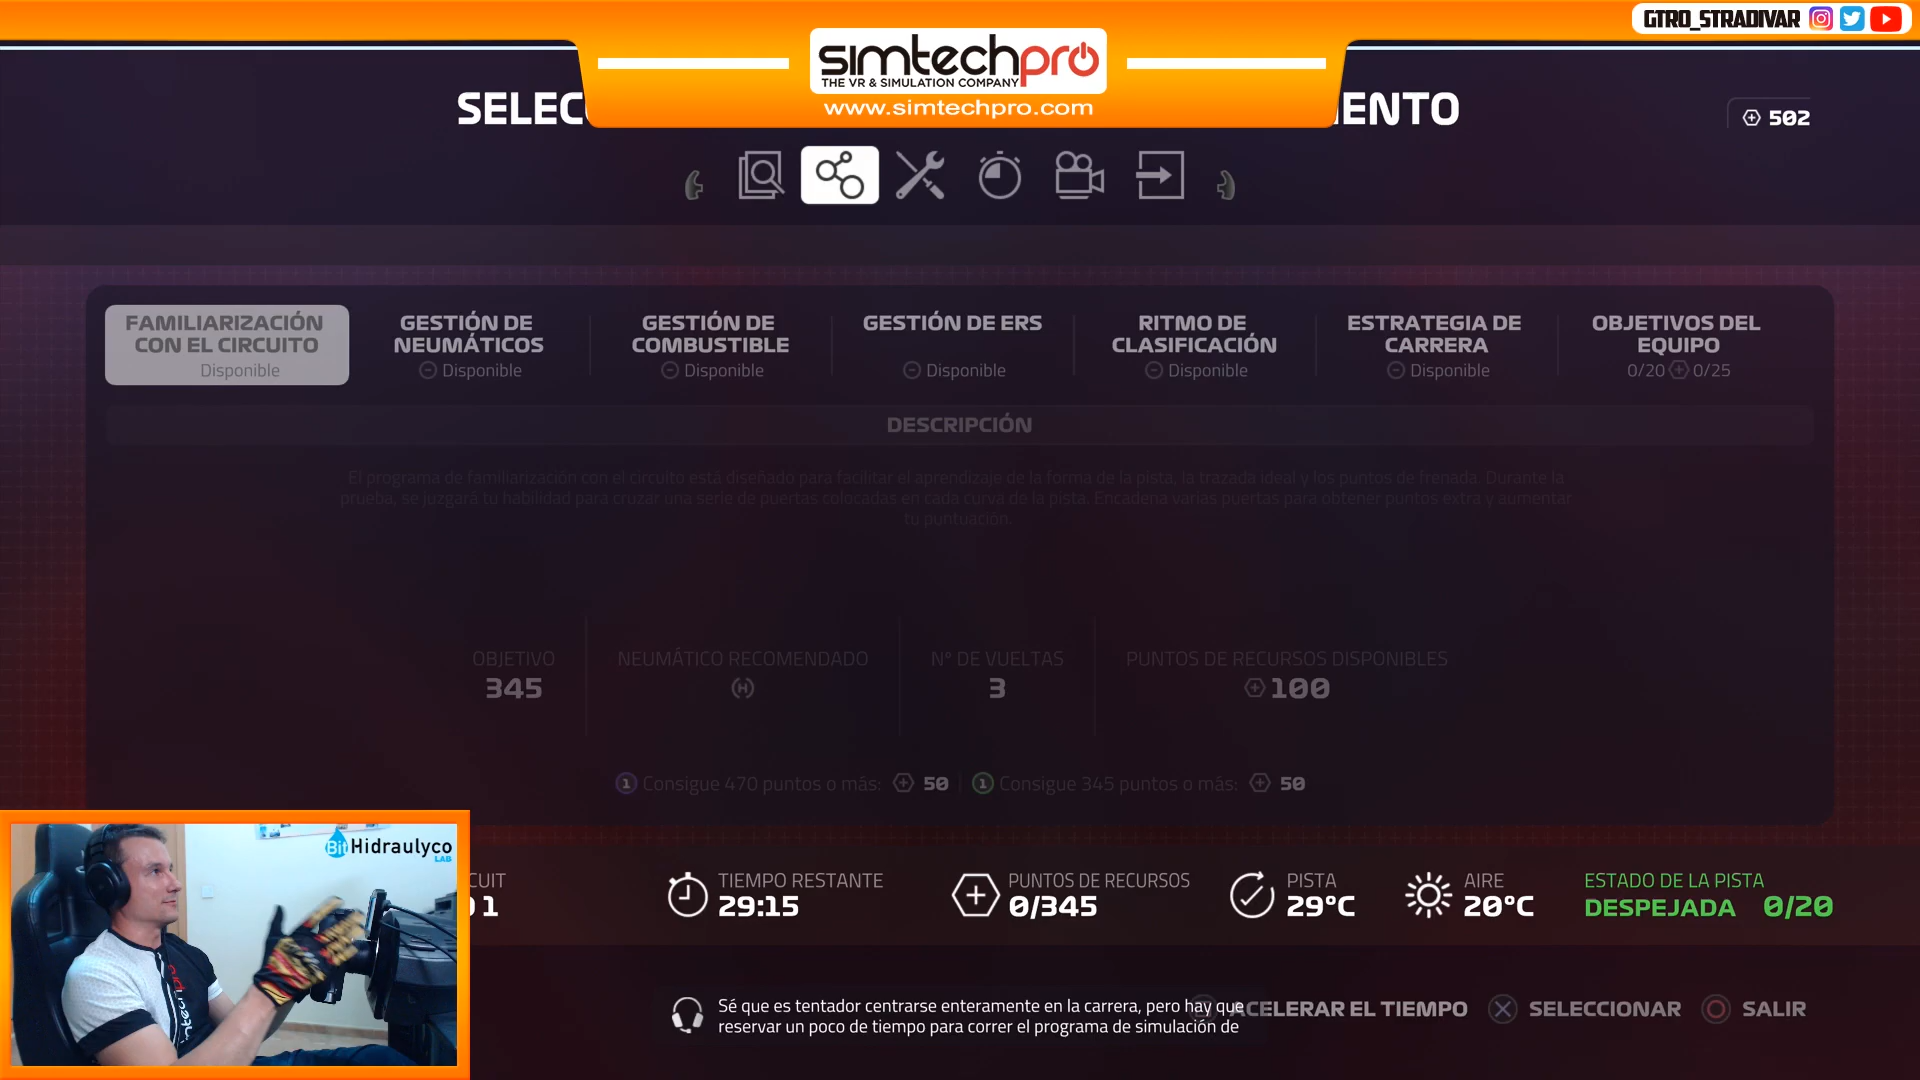 GTRO_STRADIVAR
simtechpro
THE VR & SIMULATION COMPANY
www.simtechpro.com
SELEC
ENTO
502
FAMILIARIZACIÓN
CON EL CIRCUITO
Disponible
GESTIÓN DE
NEUMÁTICOS
Disponible
GESTIÓN DE
COMBUSTIBLE
Disponible
GESTIÓN DE ERS
Disponible
RITMO DE
CLASIFICACIÓN
Disponible
ESTRATEGIA DE
CARRERA
Disponible
OBJETIVOS DEL
EQUIPO
0/20 0/25
DESCRIPCIÓN
El programa de familiarización con el circuito está diseñado para facilitar el aprendizaje de la forma de la pista, la trazada ideal y los puntos de frenada. Durante la
prueba, se juzgará tu habilidad para cruzar una serie de puertas colocadas en cada curva de la pista. Encadena varias puertas para obtener puntos extra y aumentar
tu puntuación.
OBJETIVO
345
NEUMÁTICO RECOMENDADO
H
Nº DE VUELTAS
3
PUNTOS DE RECURSOS DISPONIBLES
100
1 Consigue 470 puntos o más: 50
1 Consigue 345 puntos o más: 50
BitHidraulyco
LAB
simtechpro
CUIT
1
TIEMPO RESTANTE
29:15
PUNTOS DE RECURSOS
0/345
PISTA
29°C
AIRE
20°C
ESTADO DE LA PISTA
DESPEJADA 0/20
Sé que es tentador centrarse enteramente en la carrera, pero hay que
reservar un poco de tiempo para correr el programa de simulación de
ACELERAR EL TIEMPO
SELECCIONAR
SALIR